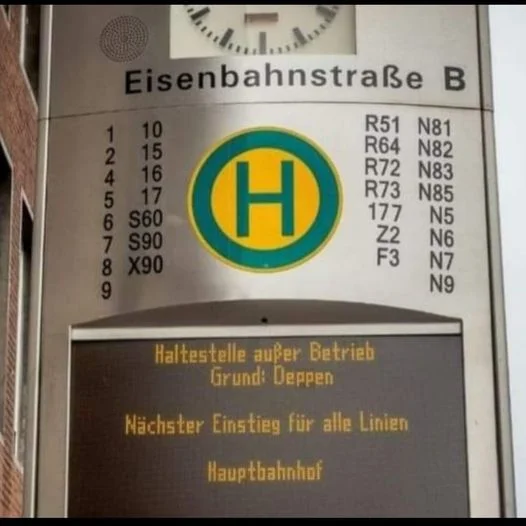 Eisenbahnstraße B
1 10
2 15
4 16
5 17
6 S60
7 S90
8 X90
9
H
R51 N81
R64 N82
R72 N83
R73 N85
177 N5
Z2 N6
F3 N7
N9
Haltestelle außer Betrieb
Grund: Deppen
Nächster Einstieg für alle Linien
Hauptbahnhof